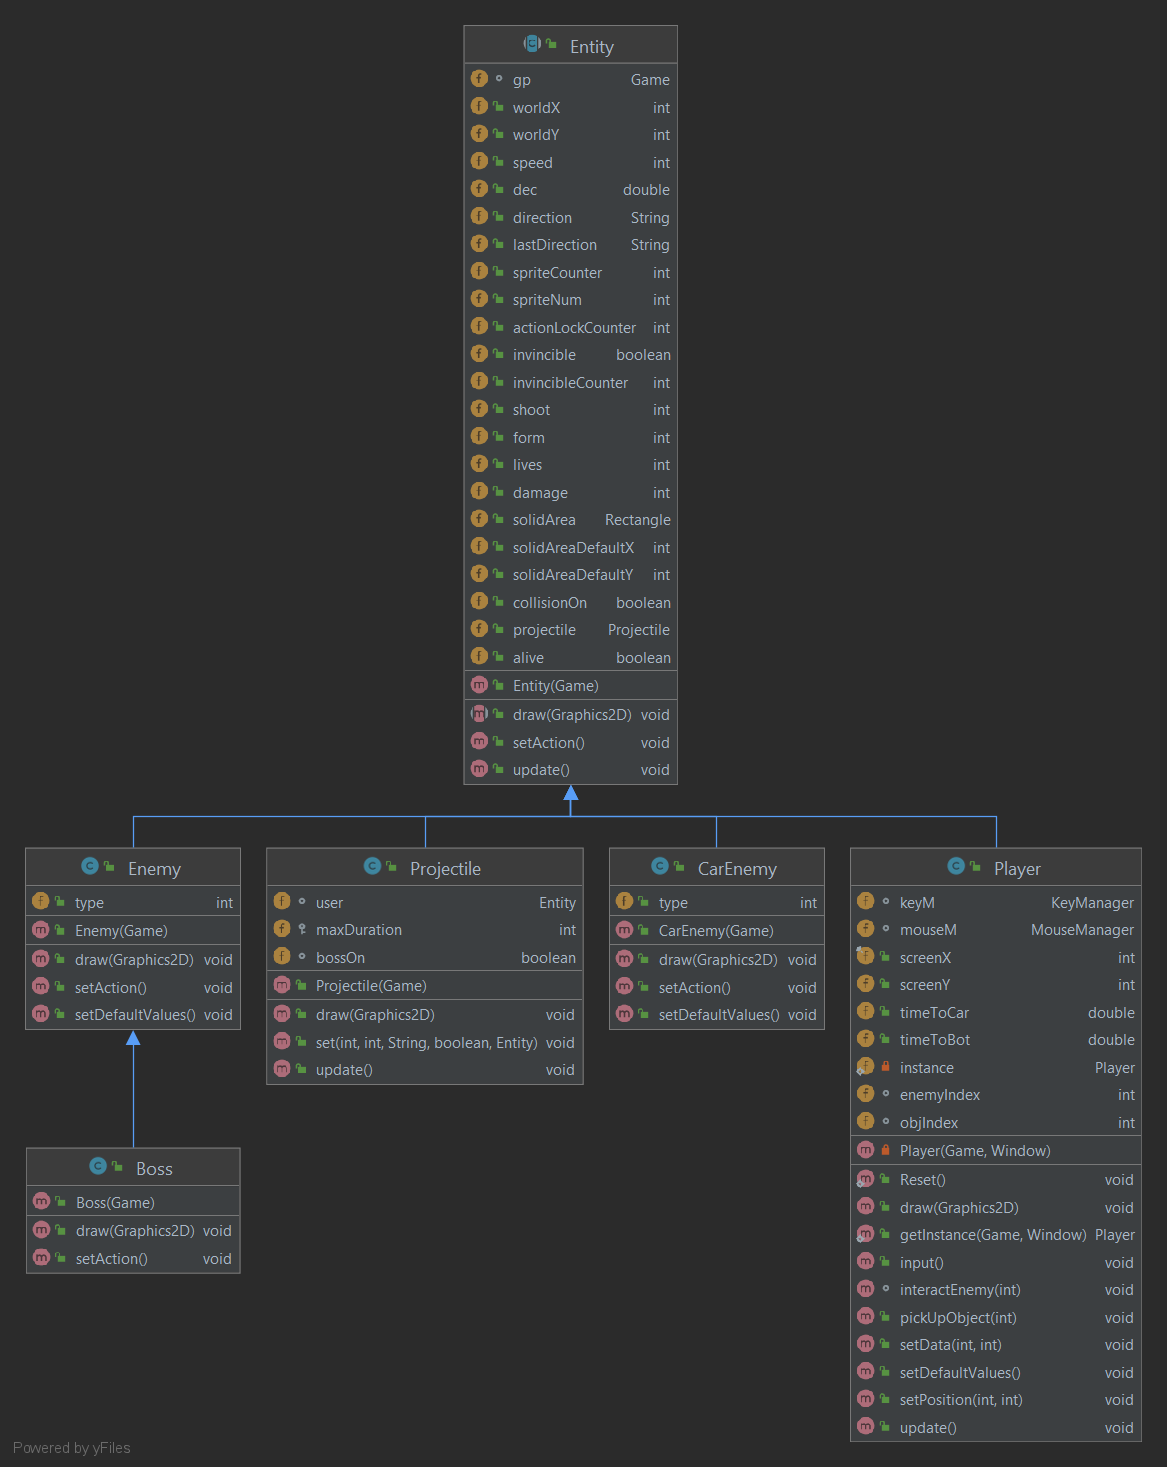 Entity
gp Game
worldX int
worldY int
speed int
dec double
direction String
lastDirection String
spriteCounter int
spriteNum int
actionLockCounter int
invincible boolean
invincibleCounter int
shoot int
form int
lives int
damage int
solidArea Rectangle
solidAreaDefaultX int
solidAreaDefaultY int
collisionOn boolean
projectile Projectile
alive boolean
Entity(Game)
draw(Graphics2D) void
setAction() void
update() void
Enemy
type int
Enemy(Game)
draw(Graphics2D) void
setAction() void
setDefaultValues() void
Projectile
user Entity
maxDuration int
bossOn boolean
Projectile(Game)
draw(Graphics2D) void
set(int, int, String, boolean, Entity) void
update() void
CarEnemy
type int
CarEnemy(Game)
draw(Graphics2D) void
setAction() void
setDefaultValues() void
Player
keyM KeyManager
mouseM MouseManager
screenX int
screenY int
timeToCar double
timeToBot double
instance Player
enemyIndex int
objIndex int
Player(Game, Window)
Reset() void
draw(Graphics2D) void
getInstance(Game, Window) Player
input() void
interactEnemy(int) void
pickUpObject(int) void
setData(int, int) void
setDefaultValues() void
setPosition(int, int) void
update() void
Boss
Boss(Game)
draw(Graphics2D) void
setAction() void
Powered by yFiles